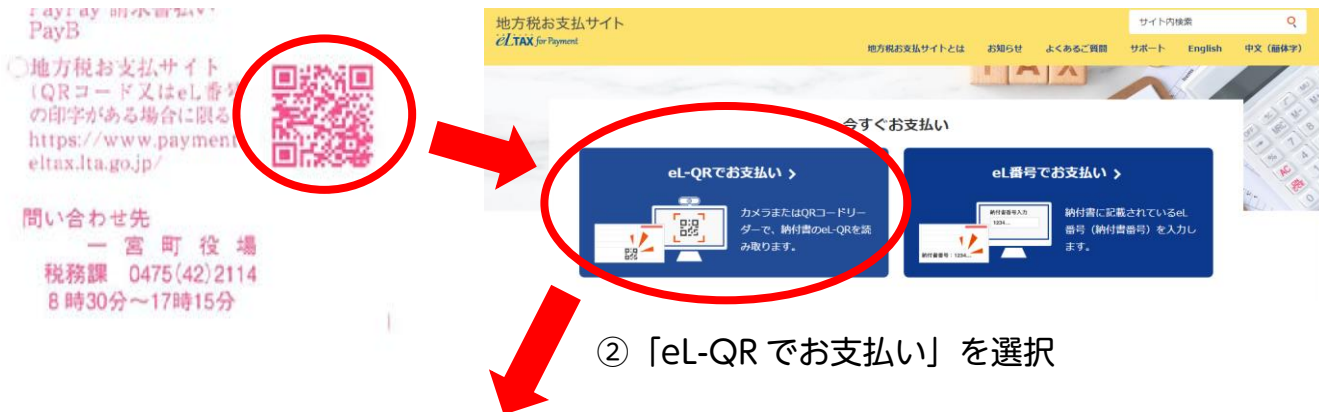 PayPay 請求書払い
PayB
○地方税お支払サイト
(QRコード又はeL番号
の印字がある場合に限る
https://www.payment
eltax.lta.go.jp/
問い合わせ先
一宮町役場
税務課 0475(42)2114
8時30分～17時15分
地方税お支払サイト
eLTAX for Payment
サイト内検索
地方税お支払サイトとは お知らせ よくあるご質問 サポート English 中文(简体字)
TAX
今すぐお支払い
eL-QRでお支払い >
カメラまたはQRコードリー
ダーで、納付書のeL-QRを読
み取ります。
eL番号でお支払い >
納付書番号入力
1234...
納付書番号：1234...
納付書に記載されているeL
番号（納付書番号）を入力し
ます。
②「eL-QR でお支払い」を選択